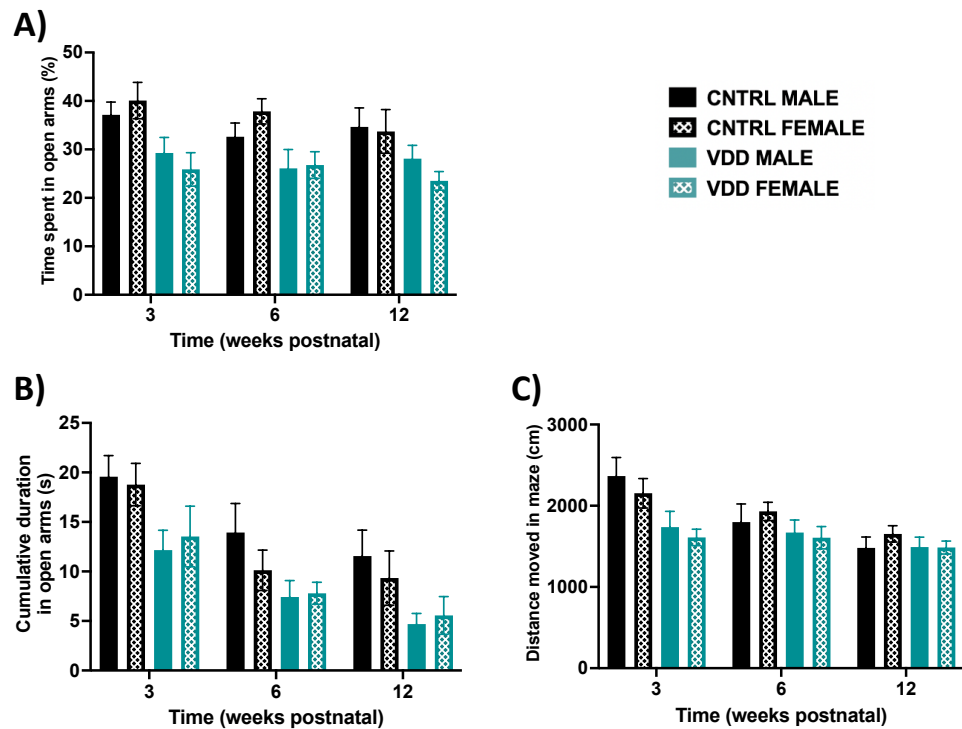 A)
Time spent in open arms (%)
50
40
30
20
10
0
3 6 12
Time (weeks postnatal)
CNTRL MALE
CNTRL FEMALE
VDD MALE
VDD FEMALE
B)
Cumulative duration
in open arms (s)
25
20
15
10
5
0
3 6 12
Time (weeks postnatal)
C)
Distance moved in maze (cm)
3000
2000
1000
0
3 6 12
Time (weeks postnatal)